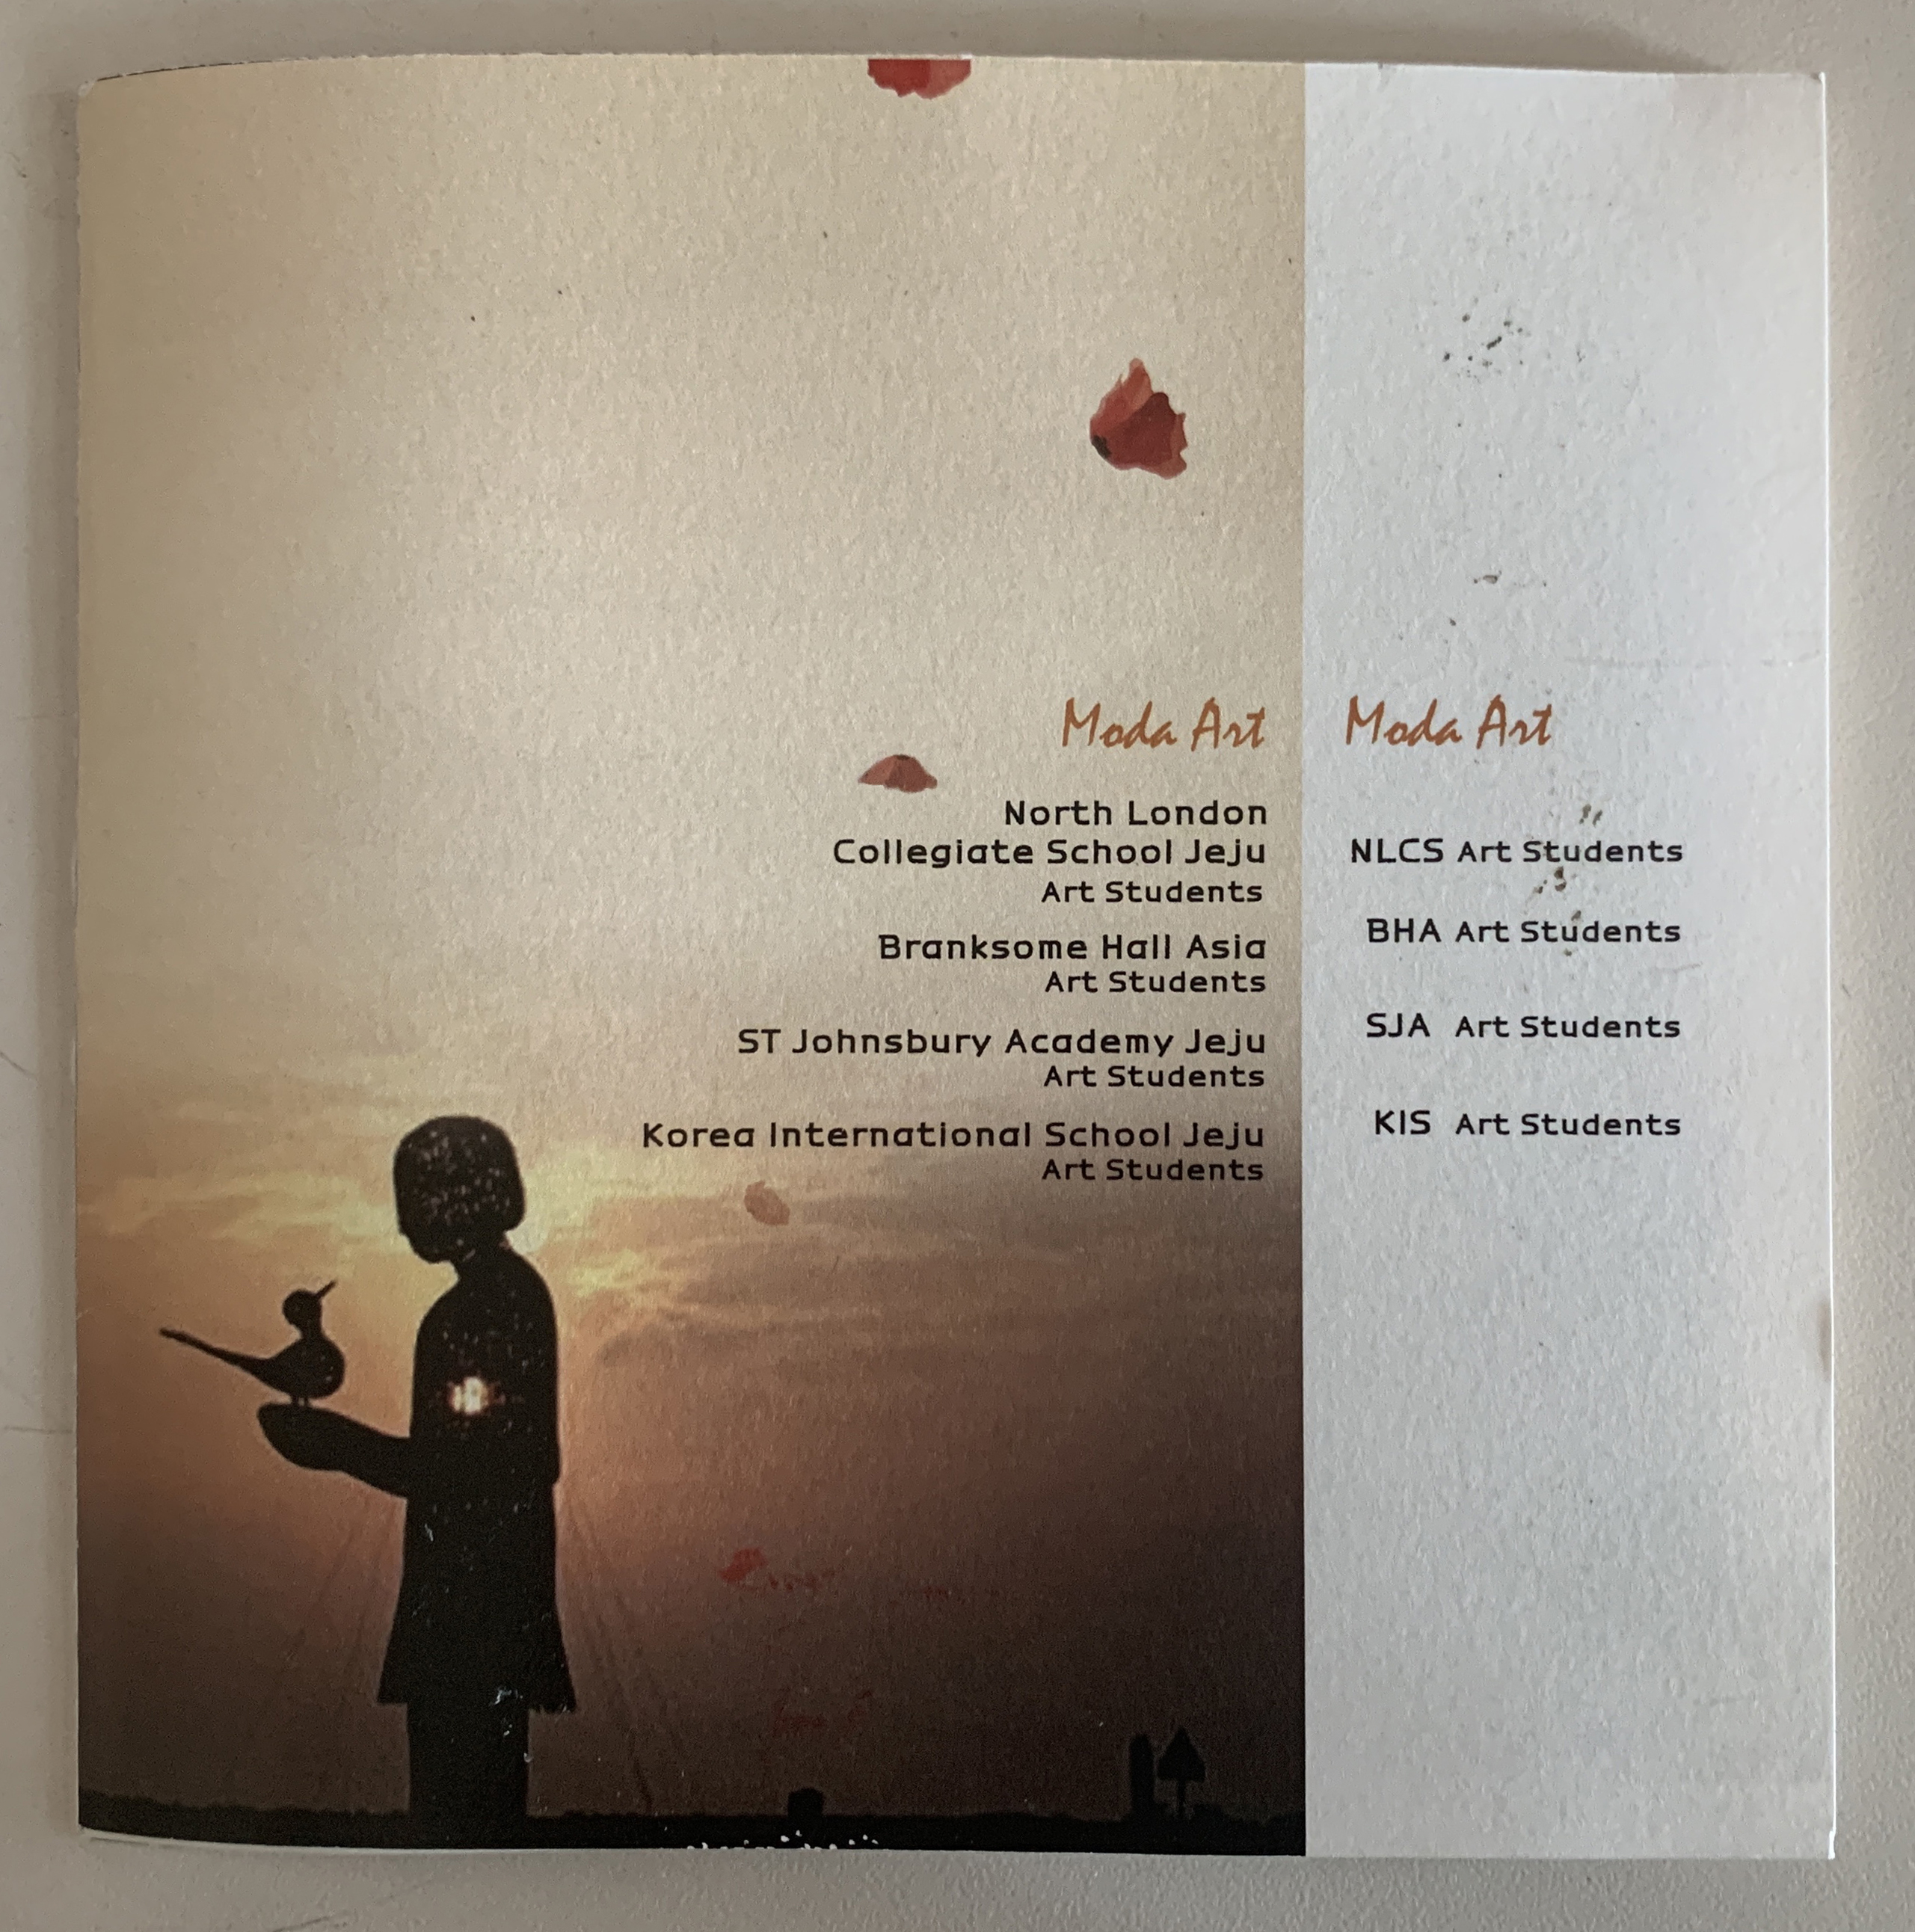 Moda Art
North London
Collegiate School Jeju
Art Students
Branksome Hall Asia
Art Students
ST Johnsbury Academy Jeju
Art Students
Korea International School Jeju
Art Students
Moda Art
NLCS Art Students
BHA Art Students
SJA Art Students
KIS Art Students